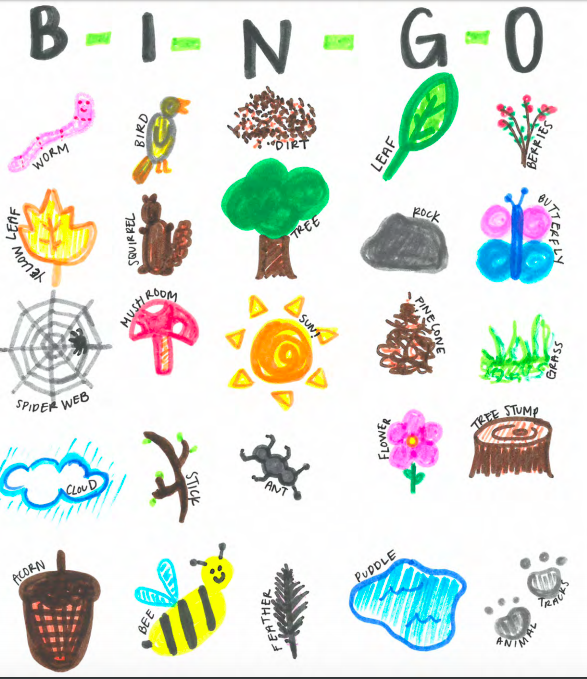 B - I - N - G - O
WORM
BIRD
DIRT
LEAF
BERRIES
YELLOW LEAF
SQUIRREL
TREE
ROCK
BUTTERFLY
SPIDER WEB
MUSHROOM
SUN!
PINECONE
GRASS
CLOUD
STICK
ANT
FLOWER
TREE STUMP
ACORN
BEE
FEATHER
PUDDLE
ANIMAL
TRACKS